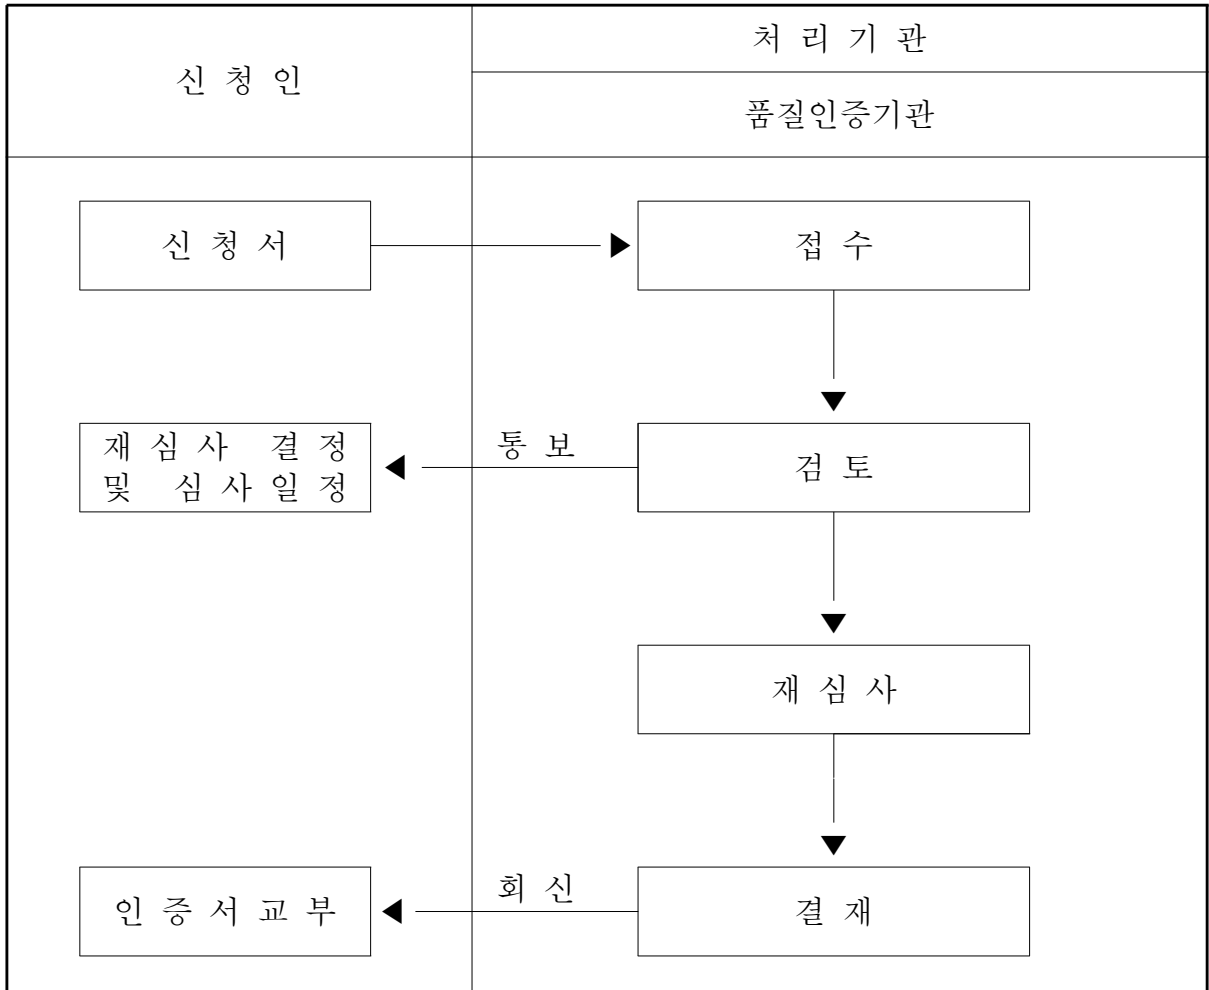 신 청 인
처 리 기 관
품질인증기관
신 청 서
접 수
재 심 사 결 정
및 심 사 일 정
통 보
검 토
재 심 사
인 증 서 교 부
회 신
결 재